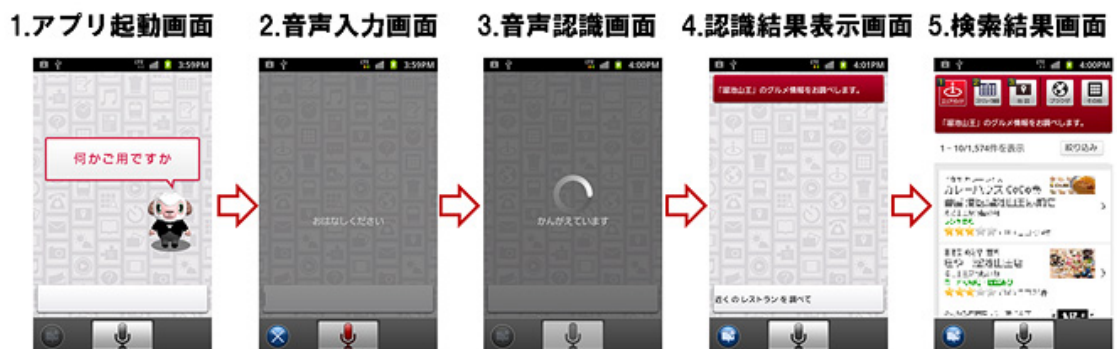 1.アプリ起動画面
2.音声入力画面
3.音声認識画面
4.認識結果表示画面
5.検索結果画面
3:59PM
3:59PM
4:00PM
4:01PM
4:00PM
何かご用ですか
おはなしください
かんがえています
「溜池山王」のグルメ情報をお調べします。
近くのレストランを調べて
「溜池山王」のグルメ情報をお調べします。
1-10/1,574件を表示
絞り込み
カレーハウス CoCo壱